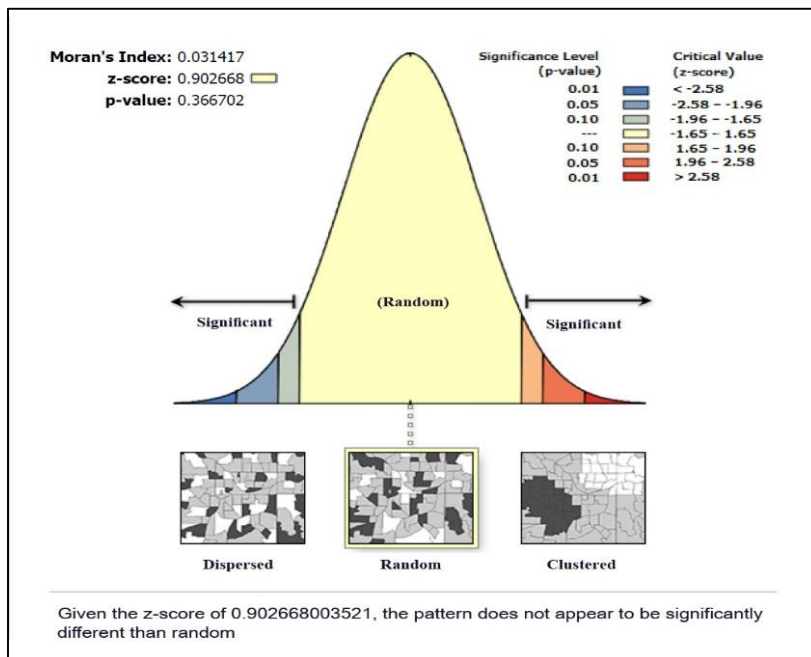 Moran's Index: 0.031417
z-score: 0.902668
p-value: 0.366702
Significance Level
(p-value)
Critical Value
(z-score)
0.01 < -2.58
0.05 -2.58 – -1.96
0.10 -1.96 – -1.65
--- -1.65 – 1.65
0.10 1.65 – 1.96
0.05 1.96 – 2.58
0.01 > 2.58
Significant
(Random)
Significant
Dispersed
Random
Clustered
Given the z-score of 0.902668003521, the pattern does not appear to be significantly
different than random